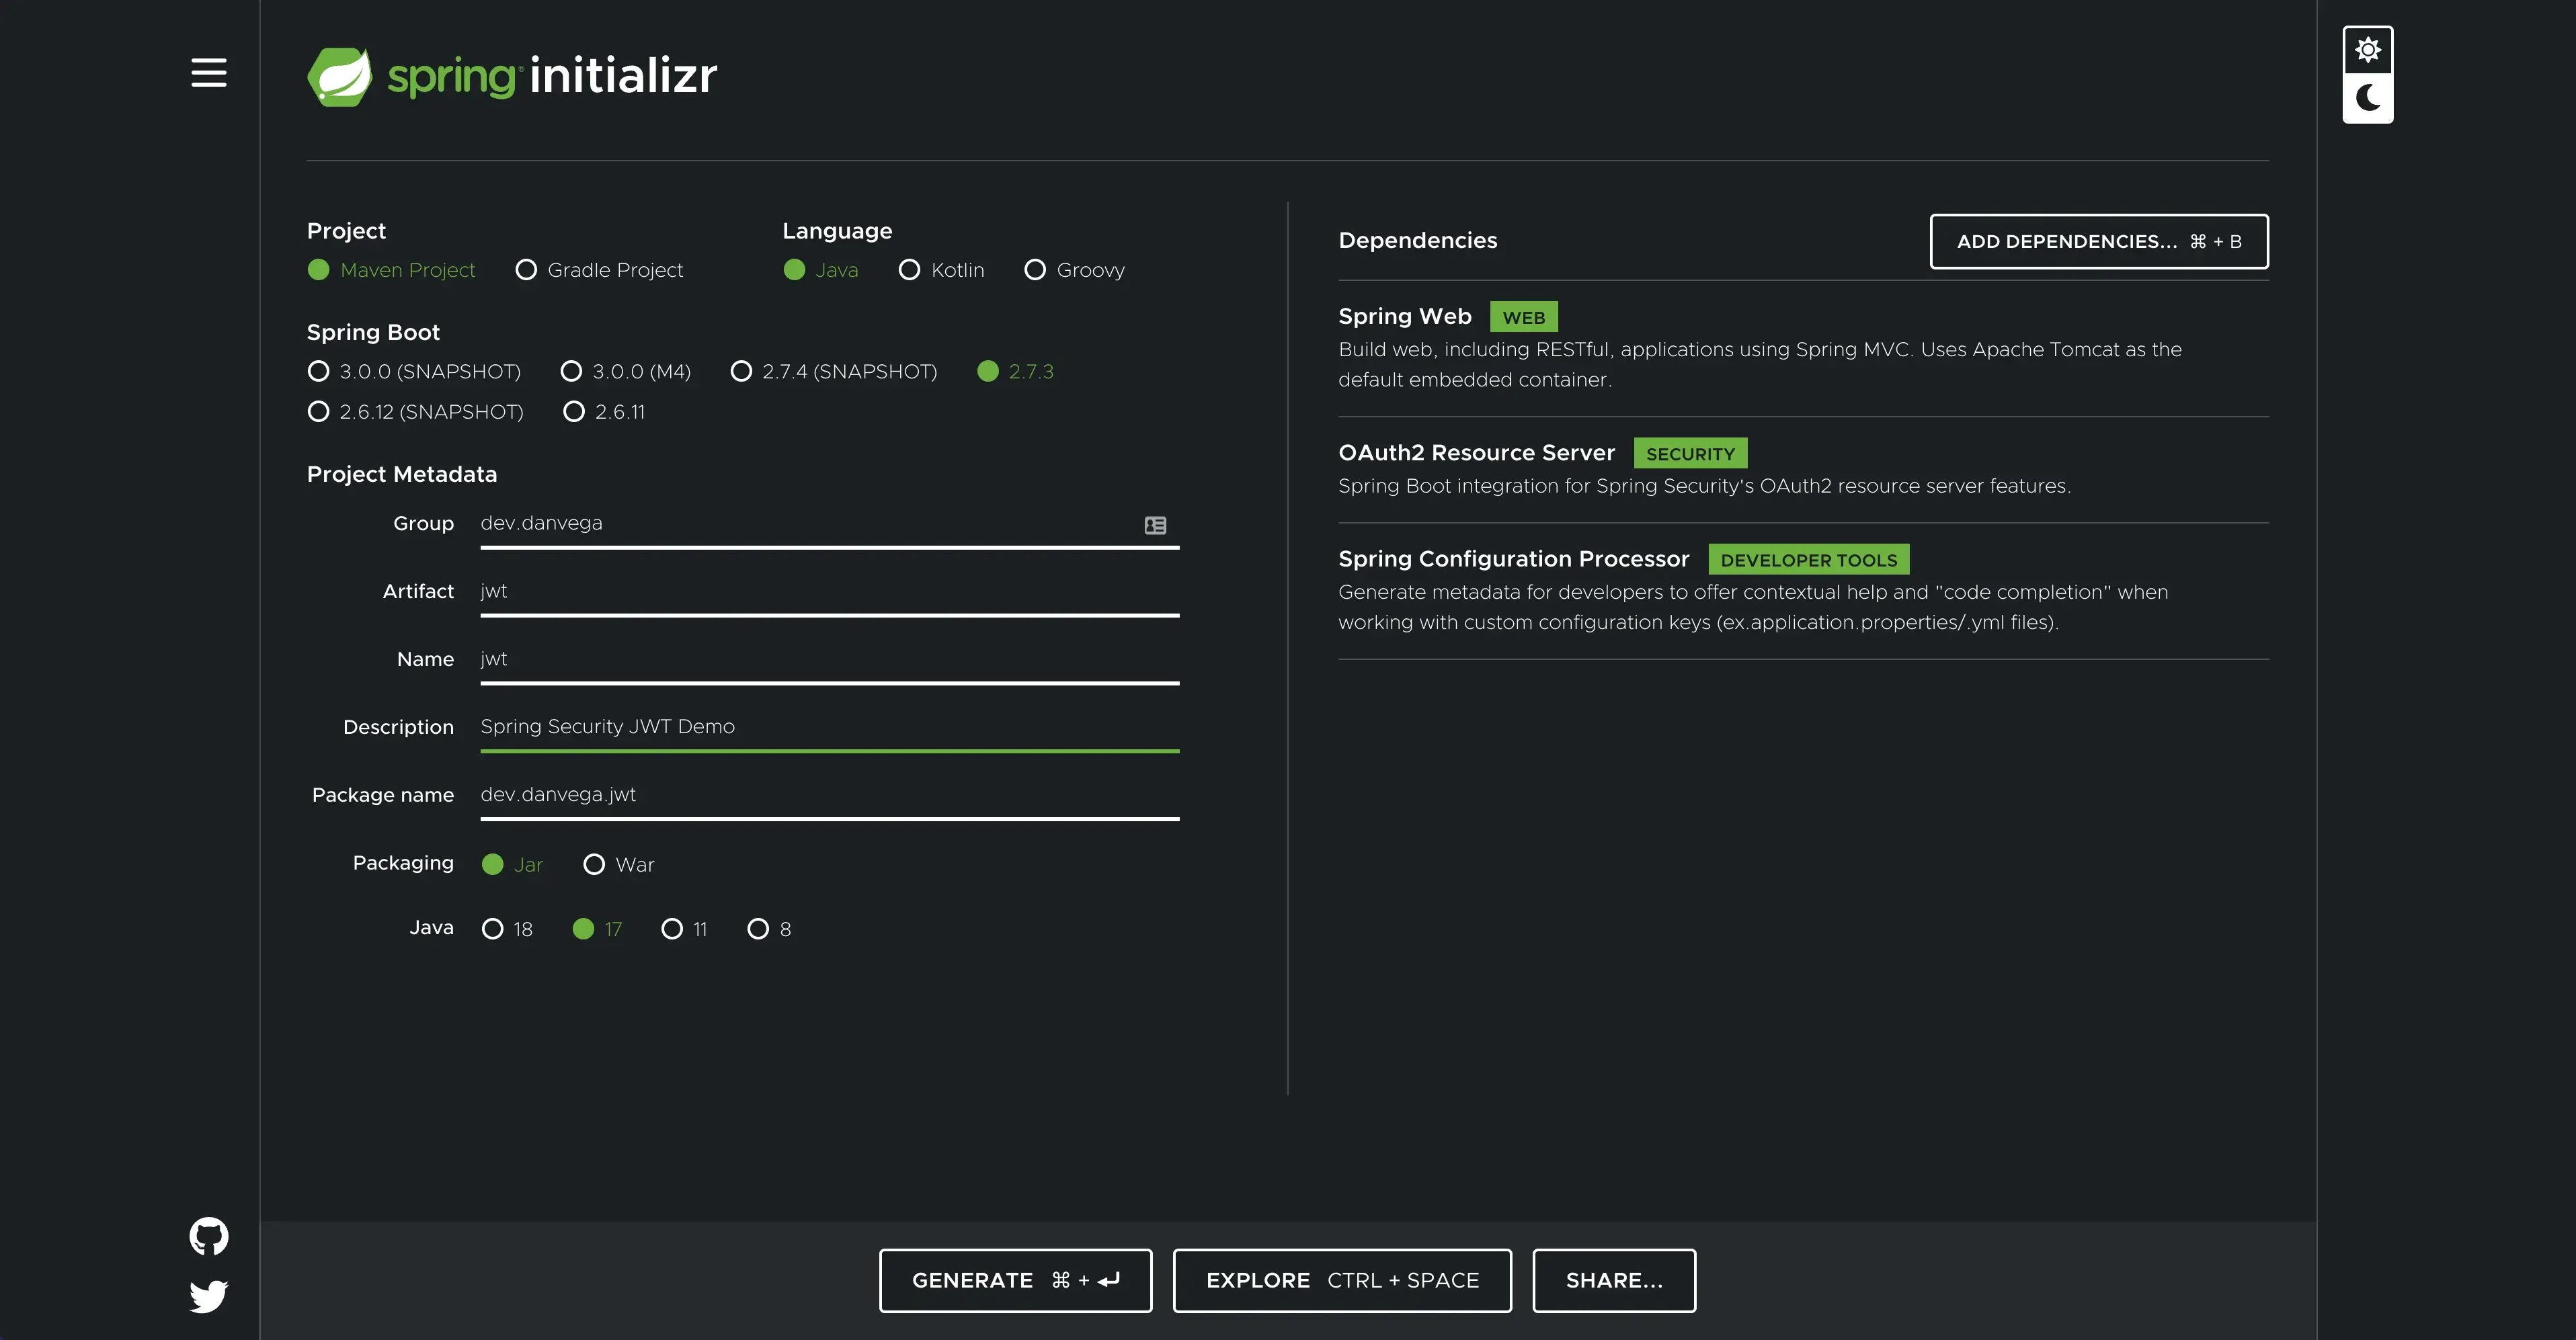 spring initializr
Project
Maven Project Gradle Project
Language
Java Kotlin Groovy
Spring Boot
3.0.0 (SNAPSHOT) 3.0.0 (M4) 2.7.4 (SNAPSHOT) 2.7.3
2.6.12 (SNAPSHOT) 2.6.11
Project Metadata
Group dev.danvega
Artifact jwt
Name jwt
Description Spring Security JWT Demo
Package name dev.danvega.jwt
Packaging Jar War
Java 18 17 11 8
Dependencies
ADD DEPENDENCIES... ⌘ + B
Spring Web WEB
Build web, including RESTful, applications using Spring MVC. Uses Apache Tomcat as the
default embedded container.
OAuth2 Resource Server SECURITY
Spring Boot integration for Spring Security's OAuth2 resource server features.
Spring Configuration Processor DEVELOPER TOOLS
Generate metadata for developers to offer contextual help and "code completion" when
working with custom configuration keys (ex.application.properties/.yml files).
GENERATE ⌘ + ⏎
EXPLORE CTRL + SPACE
SHARE...